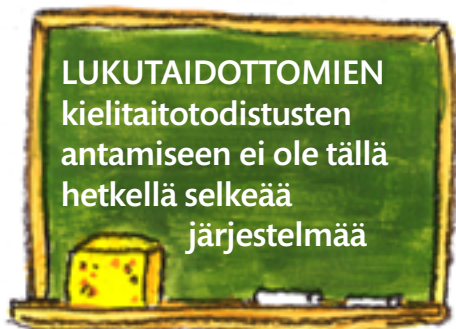 LUKUTAIDOTTOMIEN
kielitaitotodistusten
antamiseen ei ole tällä
hetkellä selkeää
järjestelmää